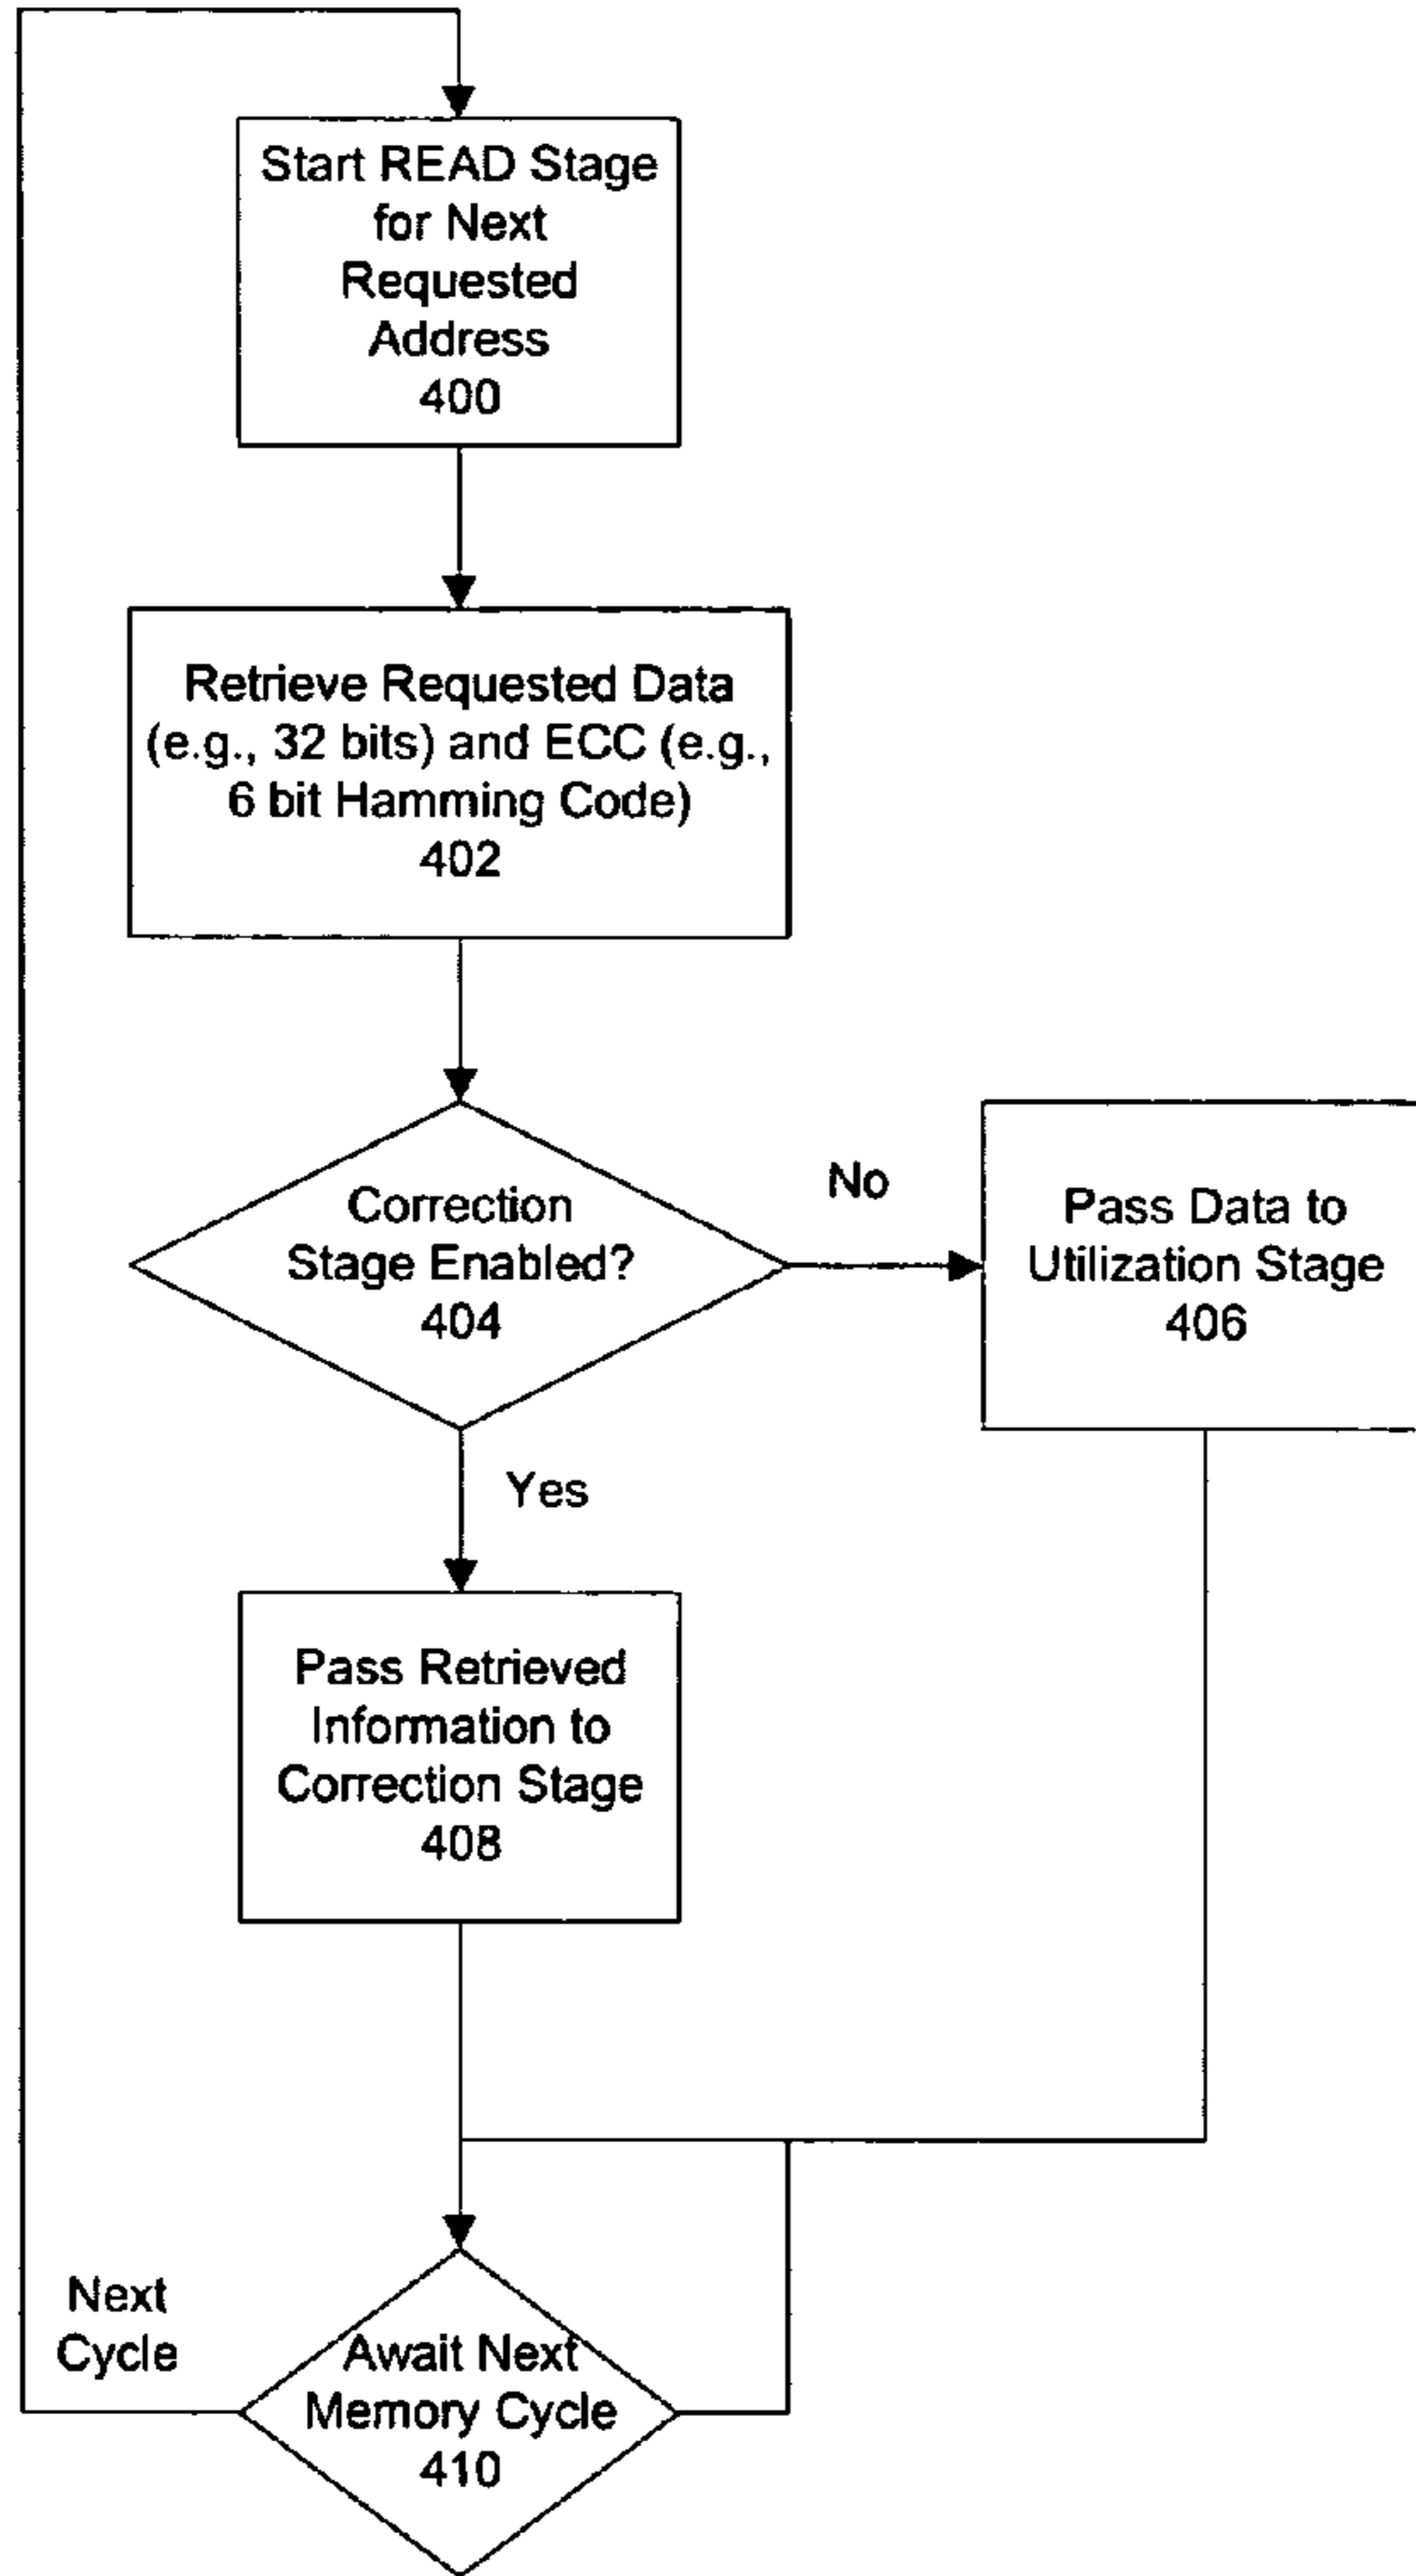 Start READ Stage
for Next
Requested
Address
400
Retrieve Requested Data
(e.g., 32 bits) and ECC (e.g.,
6 bit Hamming Code)
402
Correction
Stage Enabled?
404
No
Pass Data to
Utilization Stage
406
Yes
Pass Retrieved
Information to
Correction Stage
408
Next
Cycle
Await Next
Memory Cycle
410